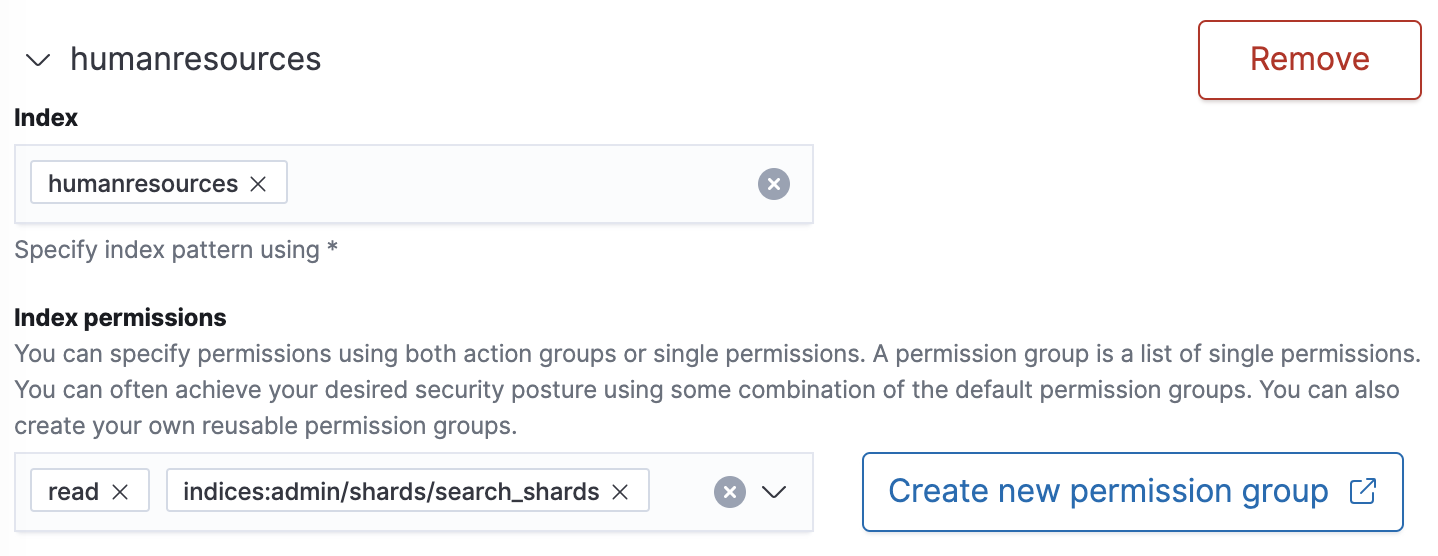 humanresources
Remove
Index
humanresources
Specify index pattern using *
Index permissions
You can specify permissions using both action groups or single permissions. A permission group is a list of single permissions.
You can often achieve your desired security posture using some combination of the default permission groups. You can also
create your own reusable permission groups.
read indices:admin/shards/search_shards
Create new permission group